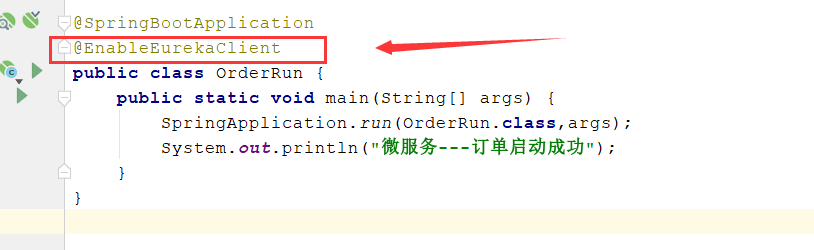 @SpringBootApplication
@EnableEurekaClient
public class OrderRun {
public static void main(String[] args) {
SpringApplication.run(OrderRun.class,args);
System.out.println("微服务---订单启动成功");
}
}